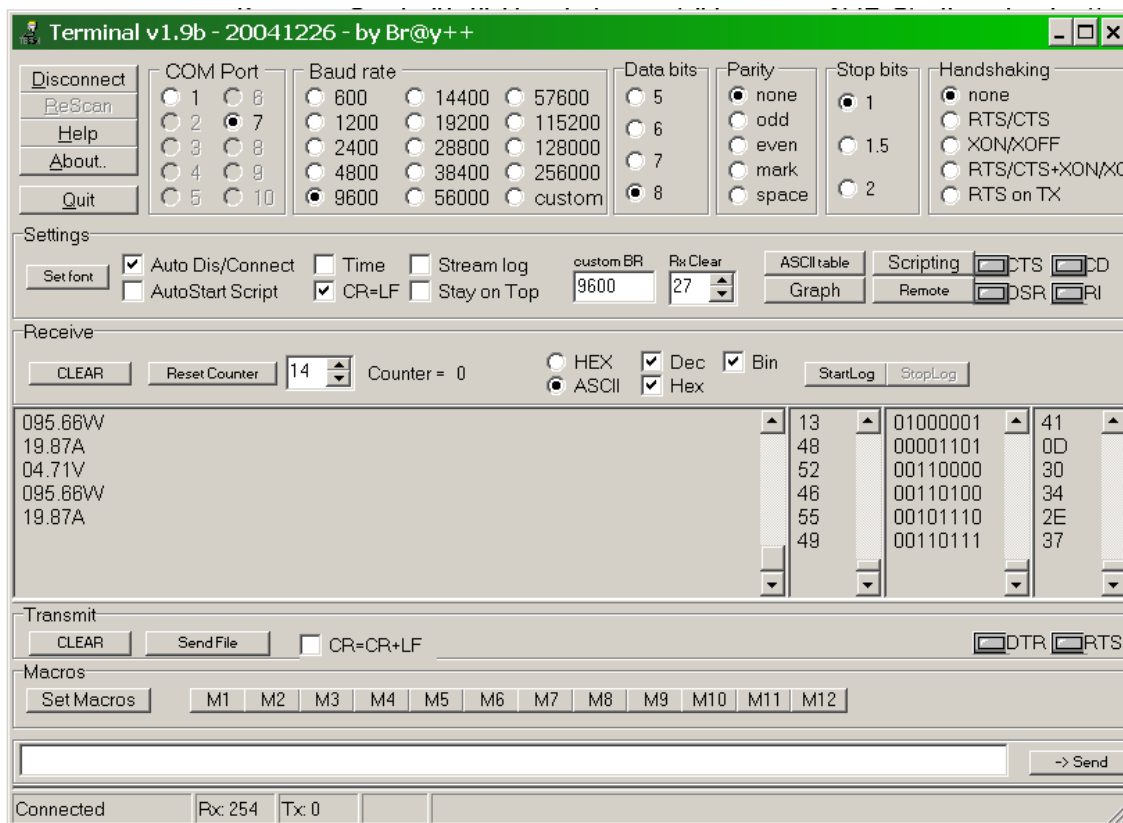 Terminal v1.9b - 20041226 - by Br@y++
Disconnect
ReScan
Help
About..
Quit
COM Port
1 6
2 7
3 8
4 9
5 10
Baud rate
600 14400 57600
1200 19200 115200
2400 28800 128000
4800 38400 256000
9600 56000 custom
Data bits
5
6
7
8
Parity
none
odd
even
mark
space
Stop bits
1
1.5
2
Handshaking
none
RTS/CTS
XON/XOFF
RTS/CTS+XON/XO
RTS on TX
Settings
Set font
Auto Dis/Connect Time Stream log
AutoStart Script CR=LF Stay on Top
custom BR
9600
Rx Clear
27
ASCII table Scripting CTS CD
Graph Remote DSR RI
Receive
CLEAR Reset Counter 14 Counter = 0
HEX Dec Bin
ASCII Hex
StartLog StopLog
095.66W
19.87A
04.71V
095.66W
19.87A
13
48
52
46
55
49
01000001
00001101
00110000
00110100
00101110
00110111
41
0D
30
34
2E
37
Transmit
CLEAR Send File CR=CR+LF DTR RTS
Macros
Set Macros M1 M2 M3 M4 M5 M6 M7 M8 M9 M10 M11 M12
-> Send
Connected Rx: 254 Tx: 0